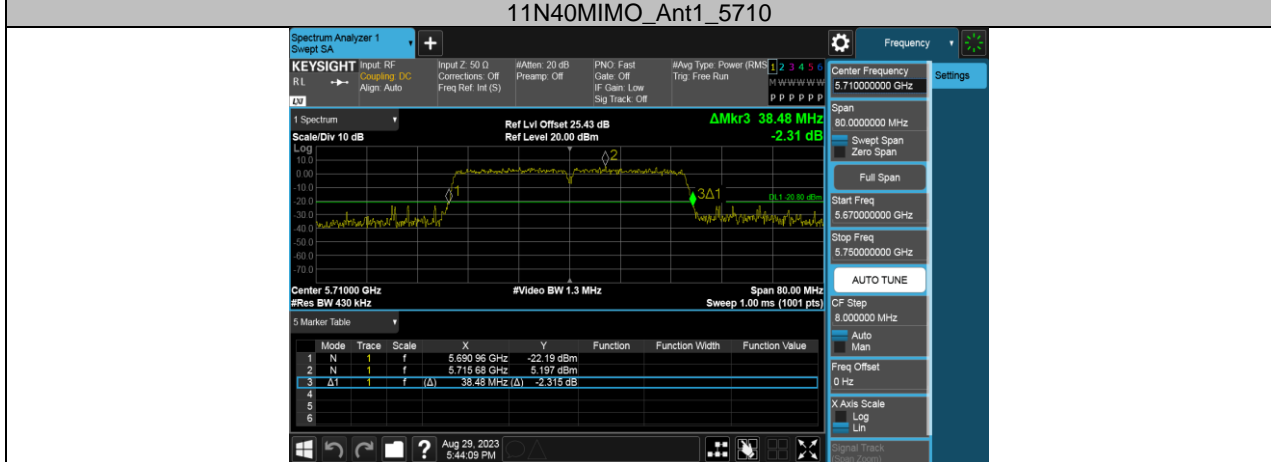 11N40MIMO_Ant1_5710
Spectrum Analyzer 1
Swept SA
Frequency
KEYSIGHT
RL
LXI
Input: RF
Coupling: DC
Align: Auto
Input Z: 50 Ω
Corrections: Off
Freq Ref: Int (S)
#Atten: 20 dB
Preamp: Off
PNO: Fast
Gate: Off
IF Gain: Low
Sig Track: Off
#Avg Type: Power (RMS
Trig: Free Run
1 2 3 4 5 6
M W W W W W
P P P P P P
1 Spectrum
Scale/Div 10 dB
Ref Lvl Offset 25.43 dB
Ref Level 20.00 dBm
ΔMkr3 38.48 MHz
-2.31 dB
Log
10.0
0.00
-10.0
-20.0
-30.0
-40.0
-50.0
-60.0
-70.0
1
2
3Δ1
DL1 -20.80 dBm
Center 5.71000 GHz
#Res BW 430 kHz
#Video BW 1.3 MHz
Span 80.00 MHz
Sweep 1.00 ms (1001 pts)
5 Marker Table
Mode Trace Scale X Y Function Function Width Function Value
1 N 1 f 5.690 96 GHz -22.19 dBm
2 N 1 f 5.715 68 GHz 5.197 dBm
3 Δ1 1 f (Δ) 38.48 MHz (Δ) -2.315 dB
4
5
6
Aug 29, 2023
5:44:09 PM
Center Frequency
5.710000000 GHz
Settings
Span
80.0000000 MHz
Swept Span
Zero Span
Full Span
Start Freq
5.670000000 GHz
Stop Freq
5.750000000 GHz
AUTO TUNE
CF Step
8.000000 MHz
Auto
Man
Freq Offset
0 Hz
X Axis Scale
Log
Lin
Signal Track
(Span Zoom)